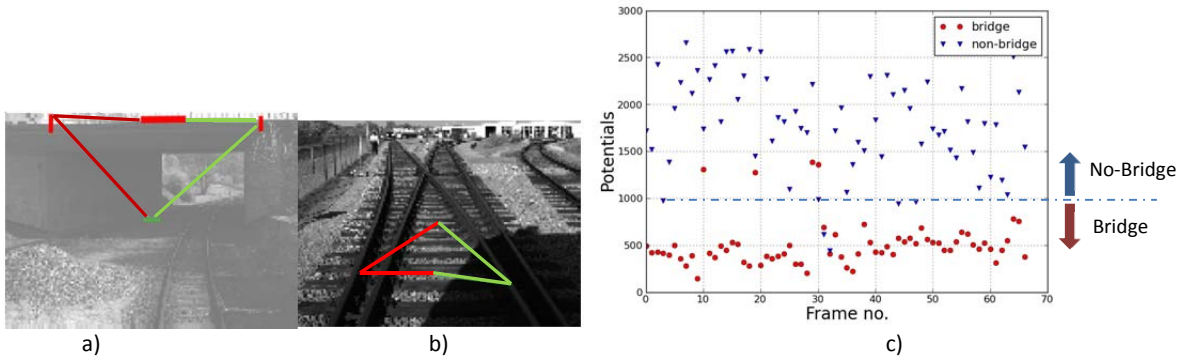 3000
2500
2000
1500
1000
500
0
0 10 20 30 40 50 60 70
Potentials
Frame no.
bridge
non-bridge
No-Bridge
Bridge
a) b) c)